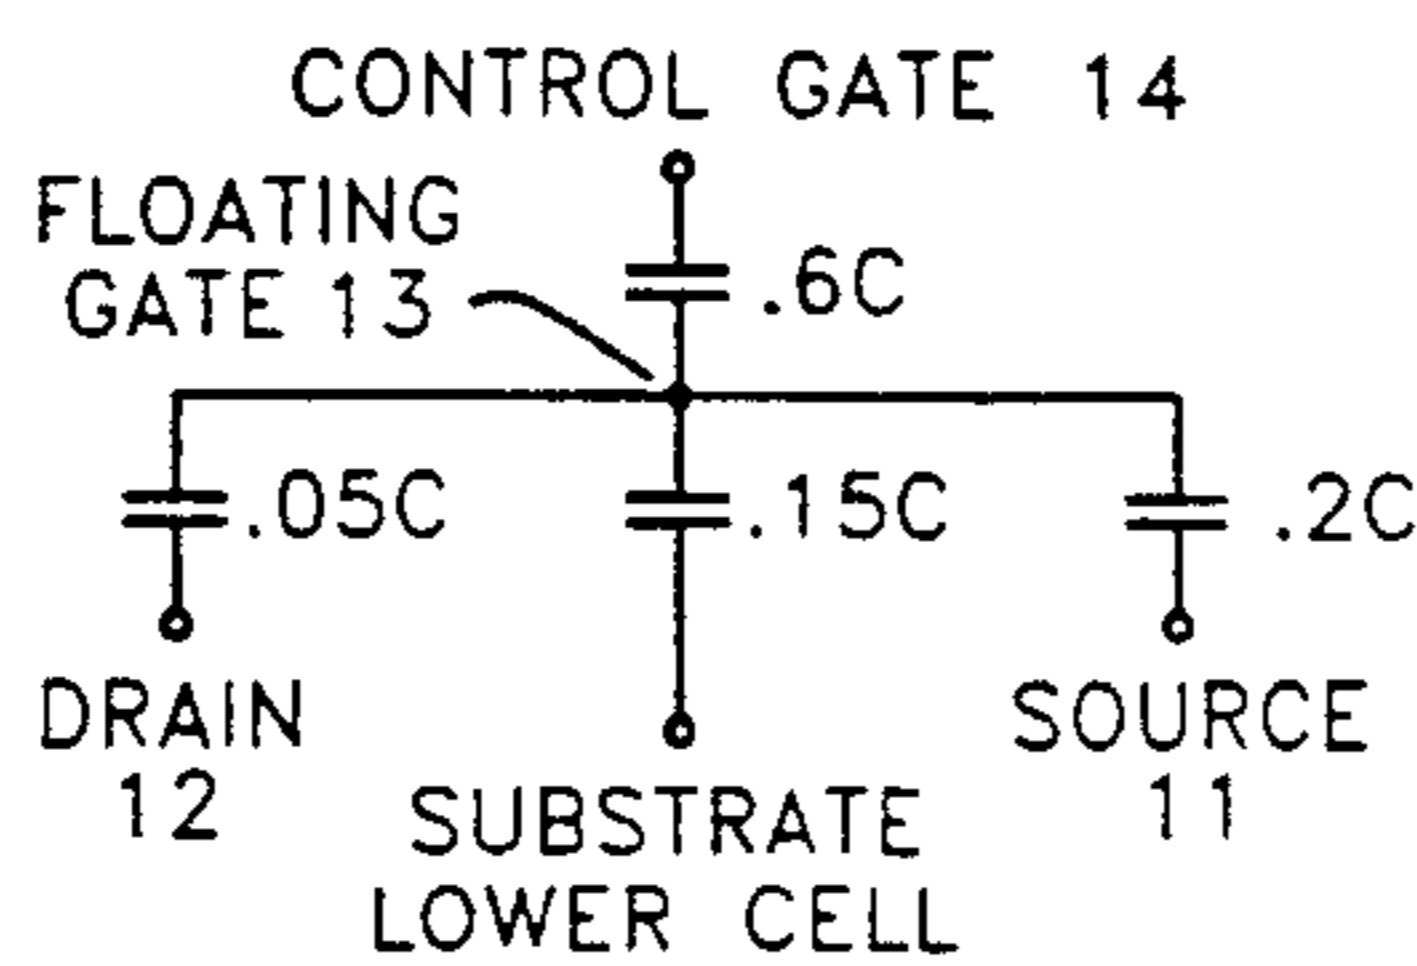 CONTROL GATE 14
FLOATING
GATE 13
.6C
.05C
.15C
.2C
DRAIN
12
SUBSTRATE
LOWER CELL
SOURCE
11